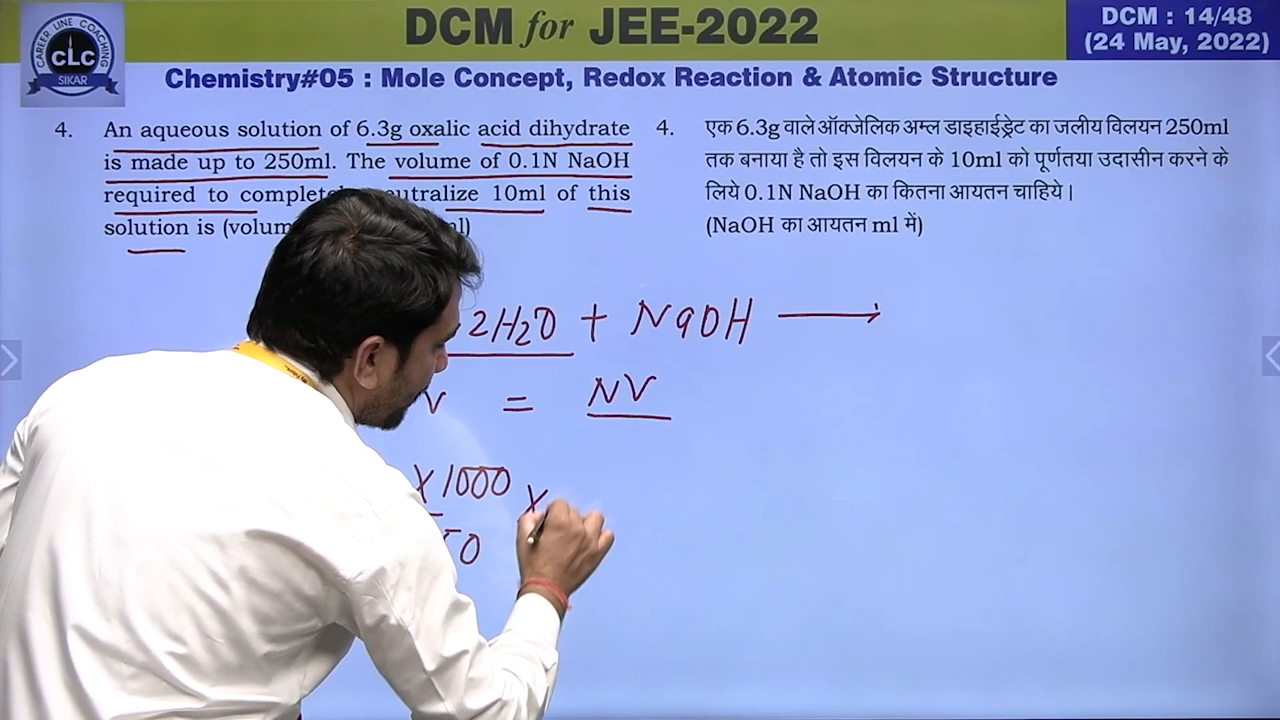 DCM for JEE-2022
DCM : 14/48
(24 May, 2022)
CAREER LINE COACHING
CLC
SIKAR
Chemistry#05 : Mole Concept, Redox Reaction & Atomic Structure
4. An aqueous solution of 6.3g oxalic acid dihydrate
is made up to 250ml. The volume of 0.1N NaOH
required to utralize 10ml of this
solution is (volum ml)
4. एक 6.3g वाले ऑक्जेलिक अम्ल डाइहाईड्रेट का जलीय विलयन 250ml
तक बनाया है तो इस विलयन के 10ml को पूर्णतया उदासीन करने के
लिये 0.1N NaOH का कितना आयतन चाहिये।
(NaOH का आयतन ml में)
2H2O + NaOH →
V = NV
X 1000 X
50